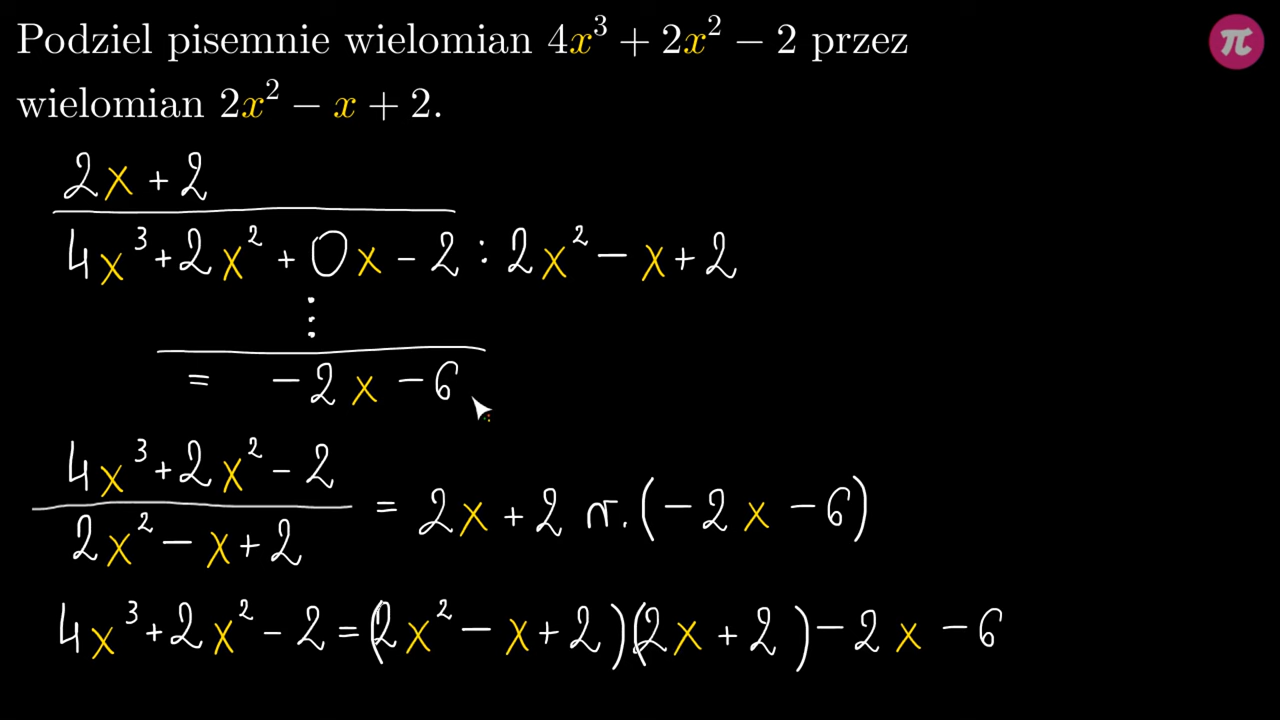 Podziel pisemnie wielomian 4x³ + 2x² − 2 przez
wielomian 2x² − x + 2.
π
2x + 2
4x³ + 2x² + 0x − 2 : 2x² − x + 2
⋮
= −2x − 6
4x³ + 2x² − 2
2x² − x + 2
= 2x + 2 r. (−2x − 6)
4x³ + 2x² − 2 = (2x² − x + 2)(2x + 2) − 2x − 6